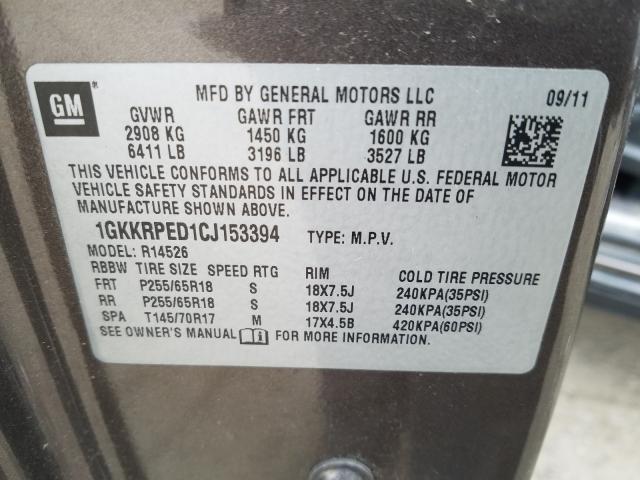 GM
MFD BY GENERAL MOTORS LLC 09/11
GVWR GAWR FRT GAWR RR
2908 KG 1450 KG 1600 KG
6411 LB 3196 LB 3527 LB
THIS VEHICLE CONFORMS TO ALL APPLICABLE U.S. FEDERAL MOTOR
VEHICLE SAFETY STANDARDS IN EFFECT ON THE DATE OF
MANUFACTURE SHOWN ABOVE.
1GKKRPED1CJ153394 TYPE: M.P.V.
MODEL: R14526
RBBW TIRE SIZE SPEED RTG RIM COLD TIRE PRESSURE
FRT P255/65R18 S 18X7.5J 240KPA(35PSI)
RR P255/65R18 S 18X7.5J 240KPA(35PSI)
SPA T145/70R17 M 17X4.5B 420KPA(60PSI)
SEE OWNER'S MANUAL FOR MORE INFORMATION.